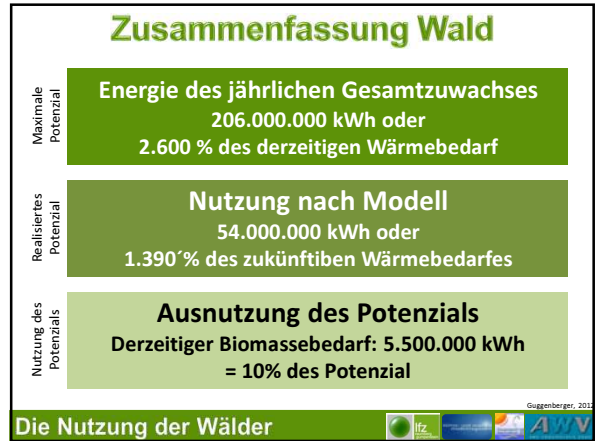 Zusammenfassung Wald
Maximale
Potenzial
Energie des jährlichen Gesamtzuwachses
206.000.000 kWh oder
2.600 % des derzeitigen Wärmebedarf
Realisiertes
Potenzial
Nutzung nach Modell
54.000.000 kWh oder
1.390´% des zukünftiben Wärmebedarfes
Nutzung des
Potenzials
Ausnutzung des Potenzials
Derzeitiger Biomassebedarf: 5.500.000 kWh
= 10% des Potenzial
Guggenberger, 2012
Die Nutzung der Wälder
lfz
AWV